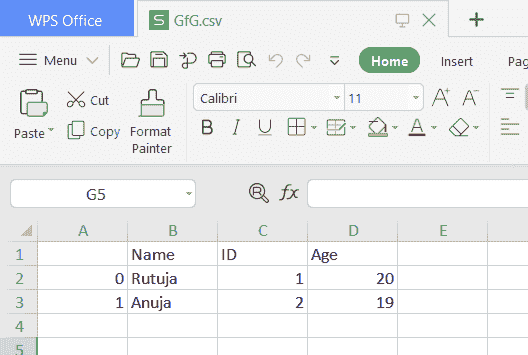 WPS Office S GfG.csv
Menu Home Insert Pag
Cut Calibri 11 A+ A-
Paste Copy Format Painter B I U A
G5 fx
A B C D E
1 Name ID Age
2 0 Rutuja 1 20
3 1 Anuja 2 19
4
5